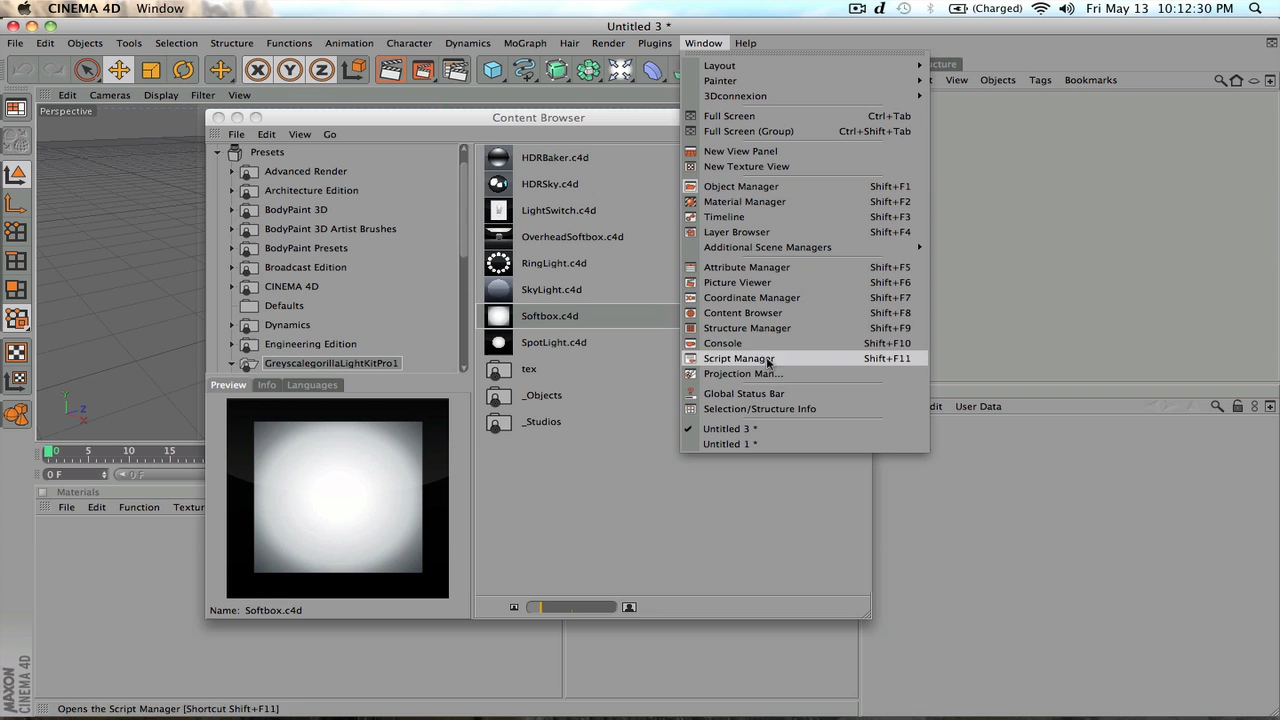 CINEMA 4D Window
(Charged) Fri May 13 10:12:30 PM
Untitled 3 *
File Edit Objects Tools Selection Structure Functions Animation Character Dynamics MoGraph Hair Render Plugins Window Help
Edit Cameras Display Filter View
Perspective
Content Browser
File Edit View Go
Presets
Advanced Render
Architecture Edition
BodyPaint 3D
BodyPaint 3D Artist Brushes
BodyPaint Presets
Broadcast Edition
CINEMA 4D
Defaults
Dynamics
Engineering Edition
GreyscalegorillaLightKitPro1
HDRBaker.c4d
HDRSky.c4d
LightSwitch.c4d
OverheadSoftbox.c4d
RingLight.c4d
SkyLight.c4d
Softbox.c4d
SpotLight.c4d
tex
_Objects
_Studios
Preview Info Languages
Name: Softbox.c4d
Layout
Painter
3Dconnexion
Full Screen Ctrl+Tab
Full Screen (Group) Ctrl+Shift+Tab
New View Panel
New Texture View
Object Manager Shift+F1
Material Manager Shift+F2
Timeline Shift+F3
Layer Browser Shift+F4
Additional Scene Managers
Attribute Manager Shift+F5
Picture Viewer Shift+F6
Coordinate Manager Shift+F7
Content Browser Shift+F8
Structure Manager Shift+F9
Console Shift+F10
Script Manager Shift+F11
Projection Man...
Global Status Bar
Selection/Structure Info
Untitled 3 *
Untitled 1 *
ucture
t View Objects Tags Bookmarks
dit User Data
Y
Z
0 5 10 15
0 F 0 F
Materials
File Edit Function Textur
MAXON
CINEMA 4D
Opens the Script Manager [Shortcut Shift+F11]